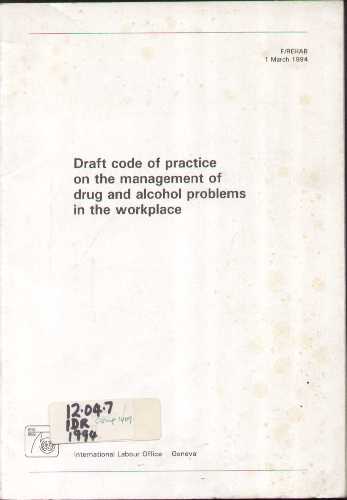 F/REHAB
1 March 1994
Draft code of practice
on the management of
drug and alcohol problems
in the workplace
12.04.7
IDR
1994
International Labour Office Geneva